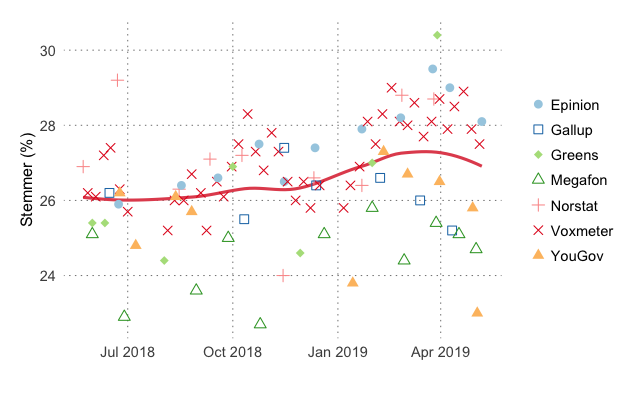 30
28
26
24
Stemmer (%)
Jul 2018
Oct 2018
Jan 2019
Apr 2019
Epinion
Gallup
Greens
Megafon
Norstat
Voxmeter
YouGov